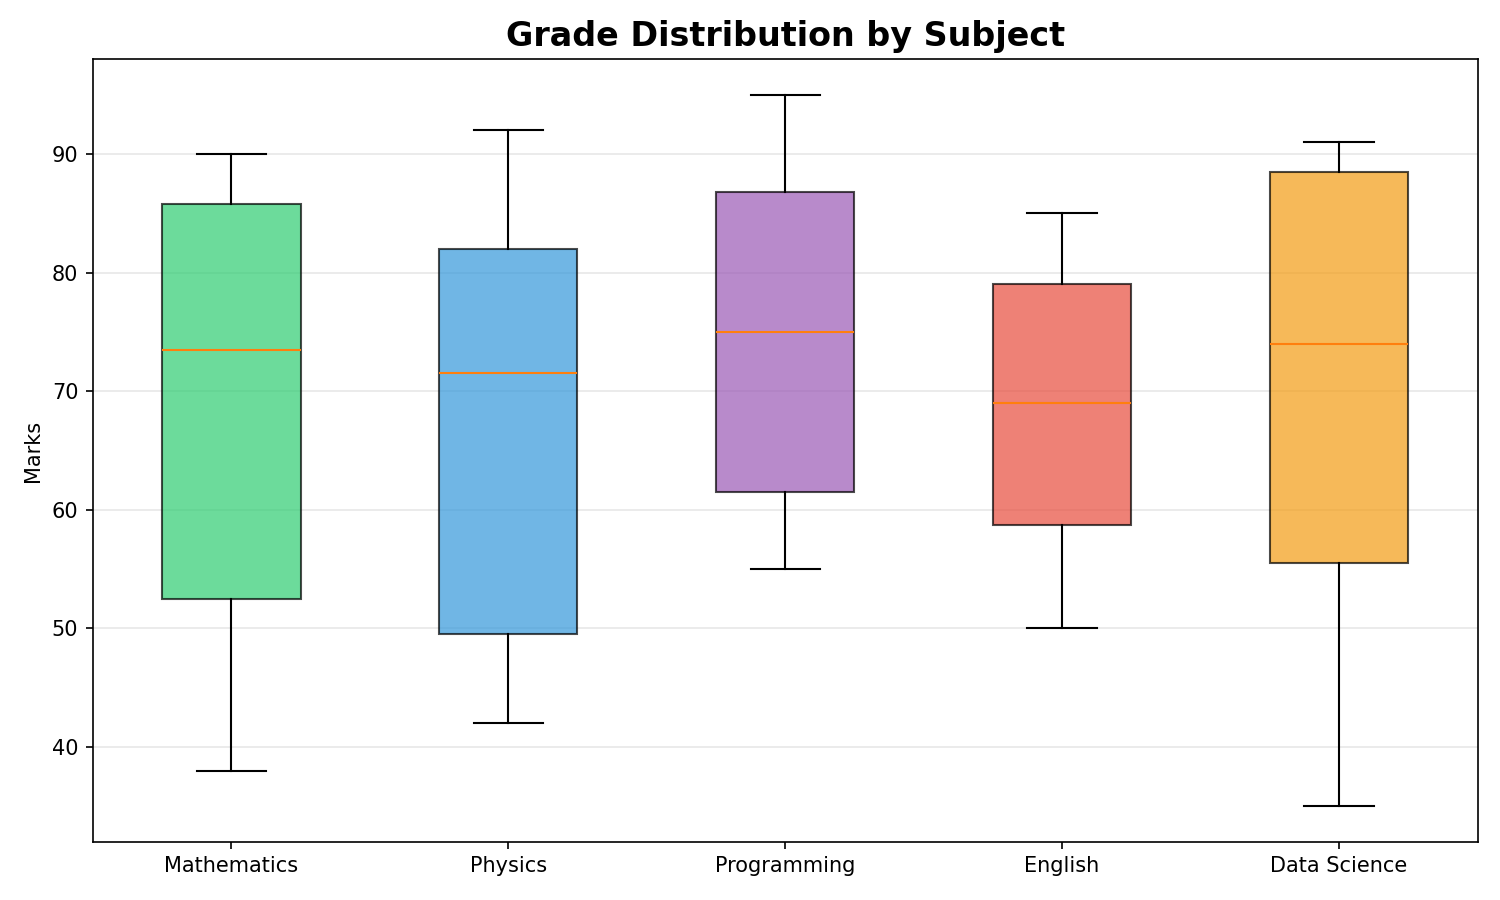 Grade Distribution by Subject
Marks
90
80
70
60
50
40
Mathematics Physics Programming English Data Science